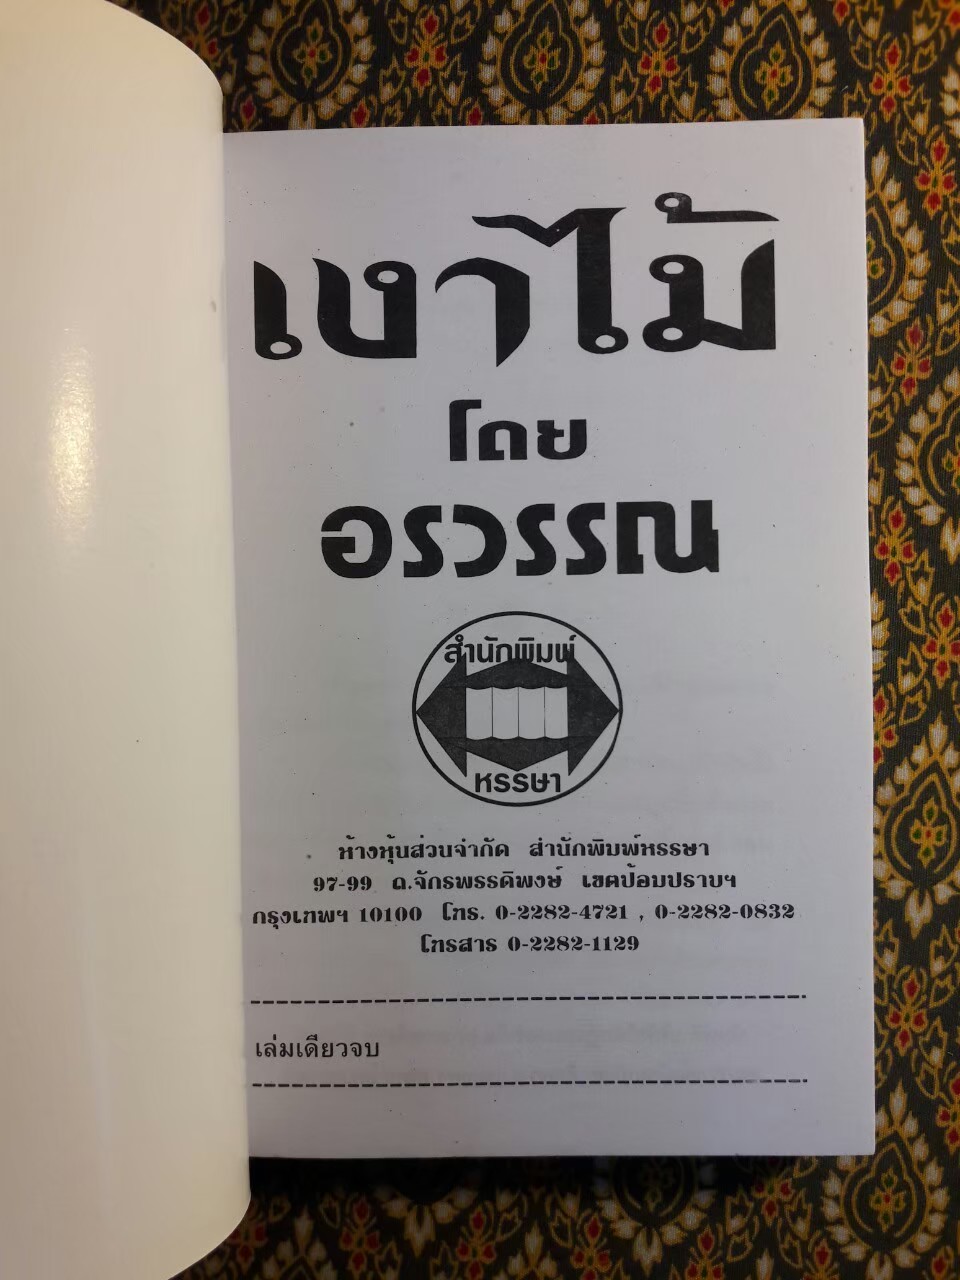 เงาไม้
โดย
อรวรรณ
สำนักพิมพ์
หรรษา
ห้างหุ้นส่วนจำกัด สำนักพิมพ์หรรษา
97-99 ถ.จักรพรรดิพงษ์ เขตป้อมปราบฯ
กรุงเทพฯ 10100 โทร. 0-2282-4721 , 0-2282-0832
โทรสาร 0-2282-1129
เล่มเดียวจบ